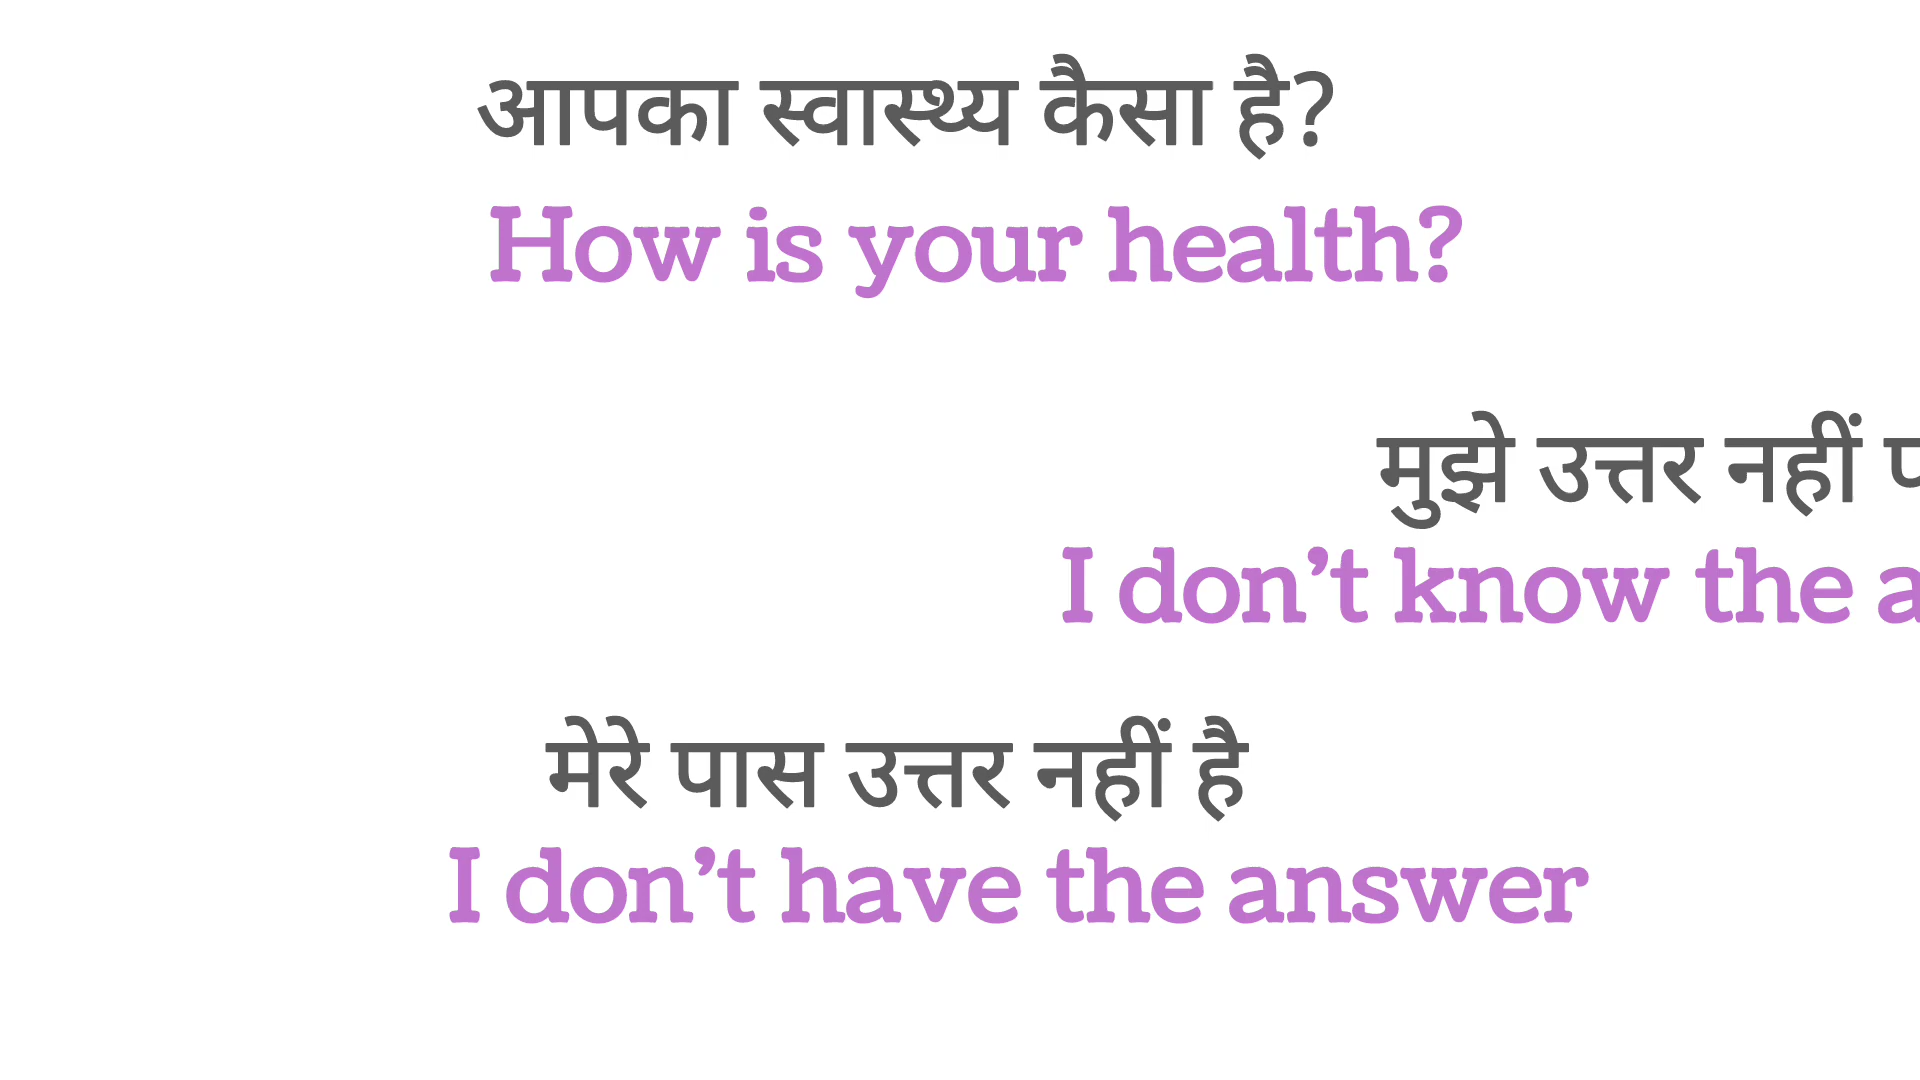 आपका स्वास्थ्य कैसा है?
How is your health?
मुझे उत्तर नहीं
I don’t know the
मेरे पास उत्तर नहीं है
I don’t have the answer